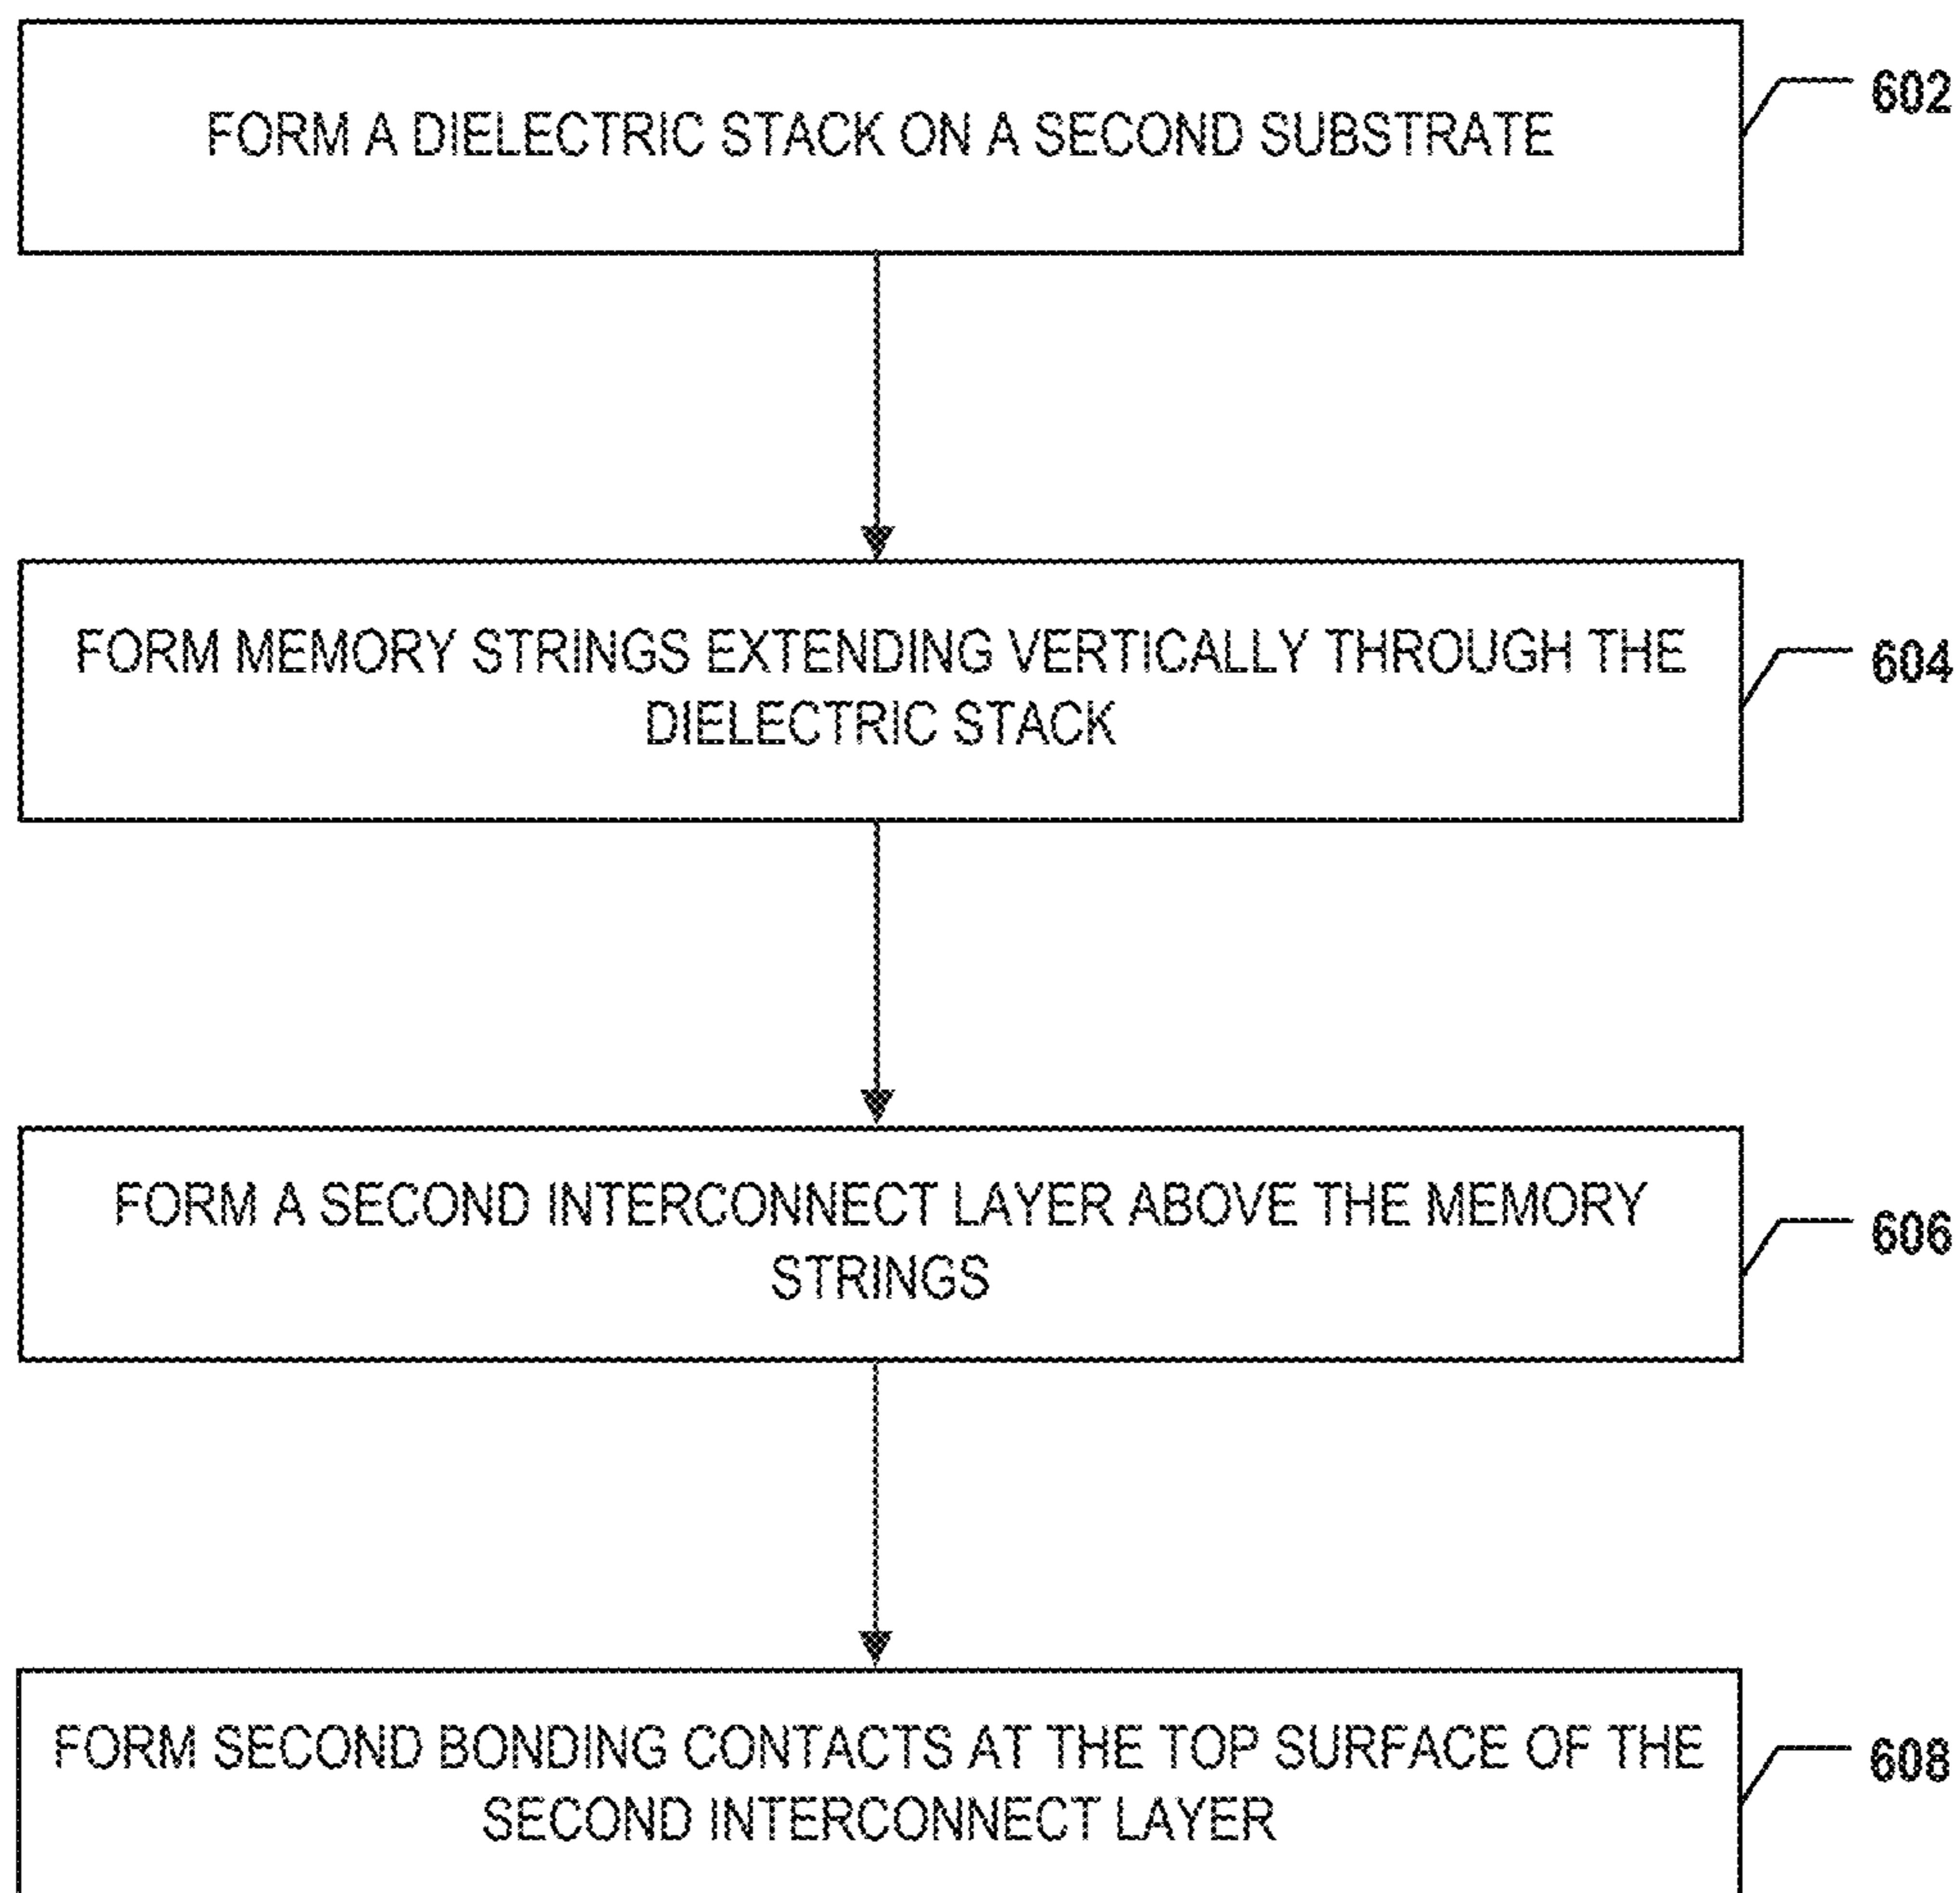 FORM A DIELECTRIC STACK ON A SECOND SUBSTRATE
602
FORM MEMORY STRINGS EXTENDING VERTICALLY THROUGH THE
DIELECTRIC STACK
604
FORM A SECOND INTERCONNECT LAYER ABOVE THE MEMORY
STRINGS
606
FORM SECOND BONDING CONTACTS AT THE TOP SURFACE OF THE
SECOND INTERCONNECT LAYER
608